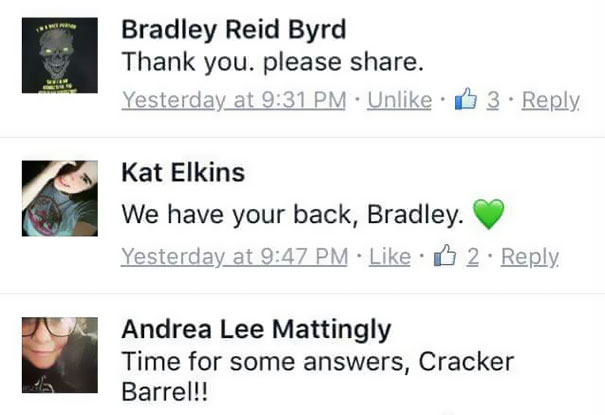 Bradley Reid Byrd
Thank you. please share.
Yesterday at 9:31 PM · Unlike · 3 · Reply
Kat Elkins
We have your back, Bradley. 💚
Yesterday at 9:47 PM · Like · 2 · Reply
Andrea Lee Mattingly
Time for some answers, Cracker
Barrel!!